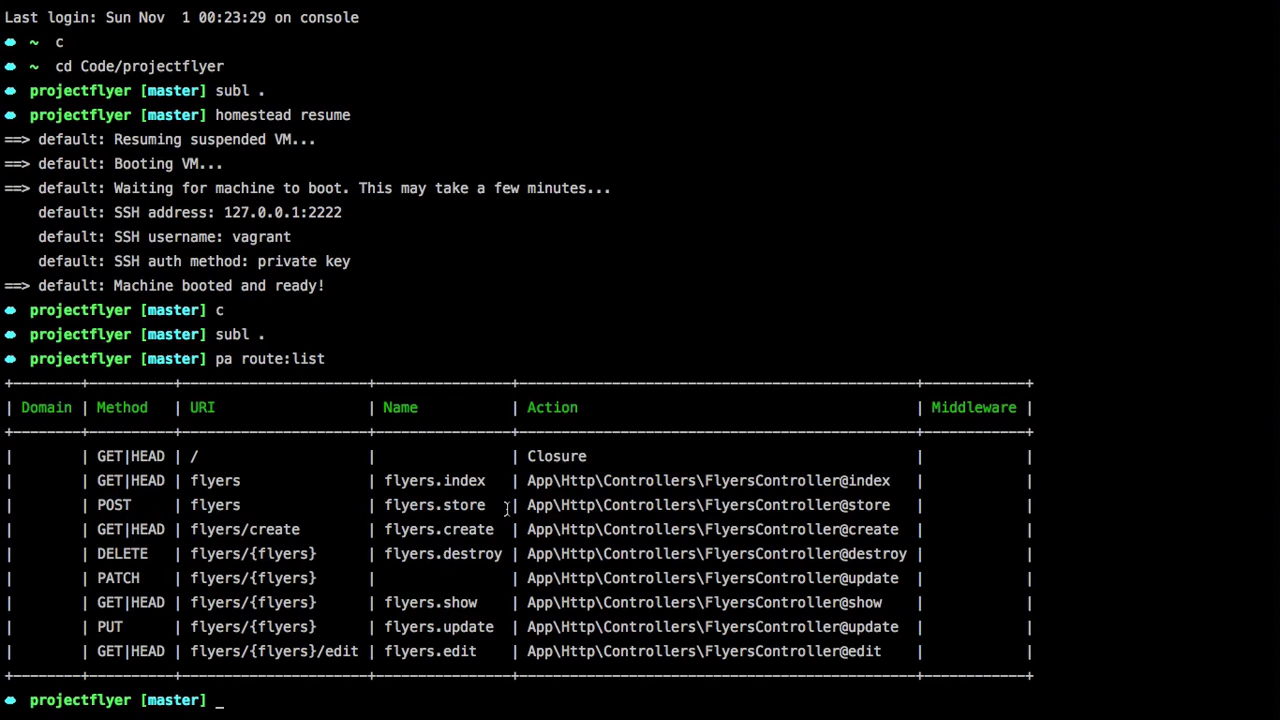 Last login: Sun Nov  1 00:23:29 on console
~ c
~ cd Code/projectflyer
projectflyer [master] subl .
projectflyer [master] homestead resume
==> default: Resuming suspended VM...
==> default: Booting VM...
==> default: Waiting for machine to boot. This may take a few minutes...
    default: SSH address: 127.0.0.1:2222
    default: SSH username: vagrant
    default: SSH auth method: private key
==> default: Machine booted and ready!
projectflyer [master] c
projectflyer [master] subl .
projectflyer [master] pa route:list
+--------+----------+----------------------+----------------+-----------------------------------------------+------------+
| Domain | Method   | URI                  | Name           | Action                                        | Middleware |
+--------+----------+----------------------+----------------+-----------------------------------------------+------------+
|        | GET|HEAD | /                    |                | Closure                                       |            |
|        | GET|HEAD | flyers               | flyers.index   | App\Http\Controllers\FlyersController@index   |            |
|        | POST     | flyers               | flyers.store   | App\Http\Controllers\FlyersController@store   |            |
|        | GET|HEAD | flyers/create        | flyers.create  | App\Http\Controllers\FlyersController@create  |            |
|        | DELETE   | flyers/{flyers}      | flyers.destroy | App\Http\Controllers\FlyersController@destroy |            |
|        | PATCH    | flyers/{flyers}      |                | App\Http\Controllers\FlyersController@update  |            |
|        | GET|HEAD | flyers/{flyers}      | flyers.show    | App\Http\Controllers\FlyersController@show    |            |
|        | PUT      | flyers/{flyers}      | flyers.update  | App\Http\Controllers\FlyersController@update  |            |
|        | GET|HEAD | flyers/{flyers}/edit | flyers.edit    | App\Http\Controllers\FlyersController@edit    |            |
+--------+----------+----------------------+----------------+-----------------------------------------------+------------+
projectflyer [master] _